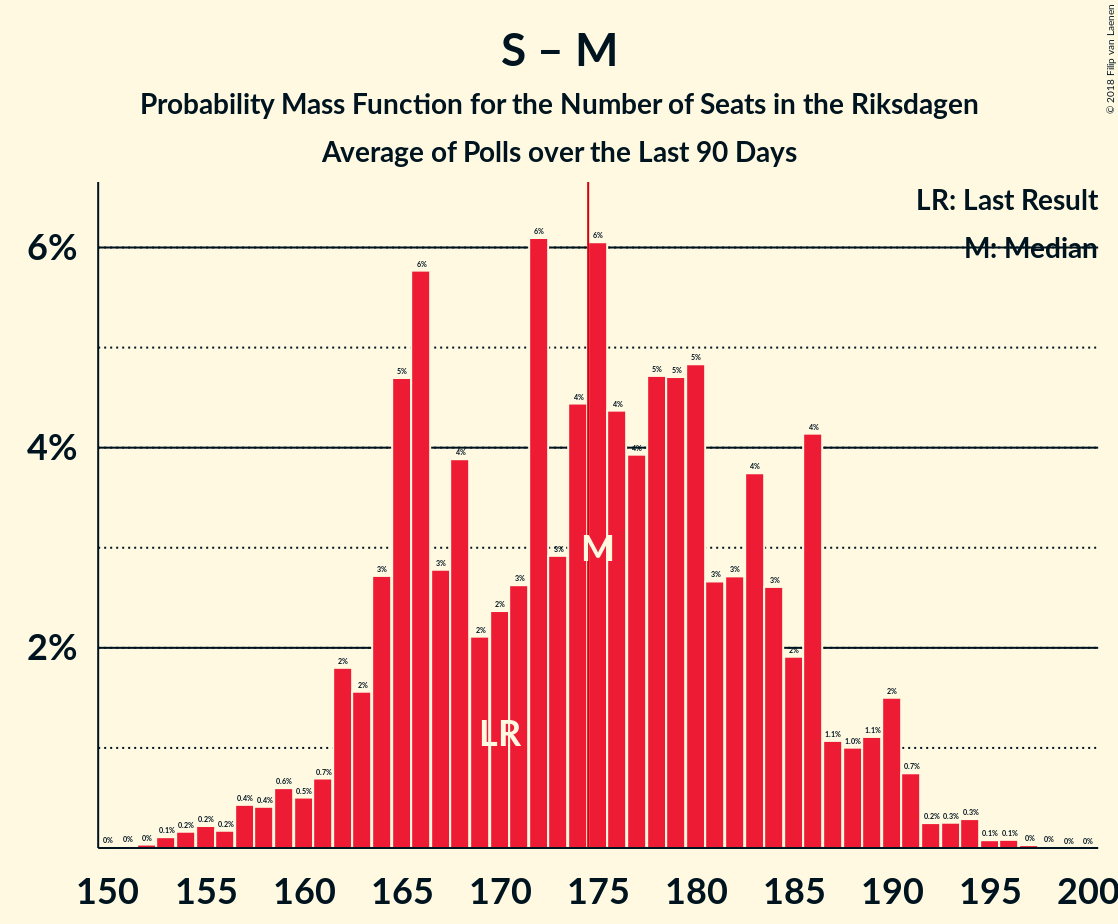 S – M
Probability Mass Function for the Number of Seats in the Riksdagen
Average of Polls over the Last 90 Days
© 2018 Filip van Laenen
LR: Last Result
M: Median
6%
4%
2%
0% 0% 0% 0.1% 0.2% 0.2% 0.2% 0.4% 0.4% 0.6% 0.5% 0.7% 2% 2% 3% 5% 6% 3% 4% 2% 2% 3% 6% 3% 4% 6% 4% 4% 5% 5% 5% 3% 3% 4% 3% 2% 4% 1.1% 1.0% 1.1% 2% 0.7% 0.2% 0.3% 0.3% 0.1% 0.1% 0% 0% 0% 0%
M
LR
150 155 160 165 170 175 180 185 190 195 200